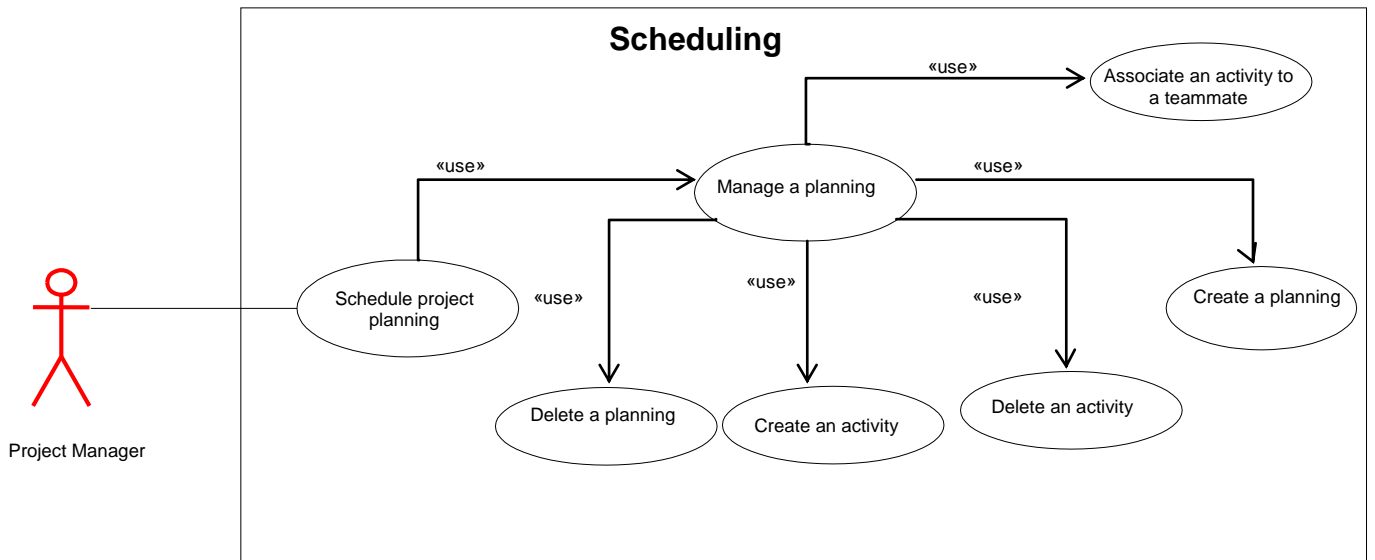 Scheduling
«use»
Associate an activity to
a teammate
«use»
«use»
Manage a planning
Schedule project
planning
«use»
«use»
«use»
Create a planning
Delete a planning
Create an activity
Delete an activity
Project Manager